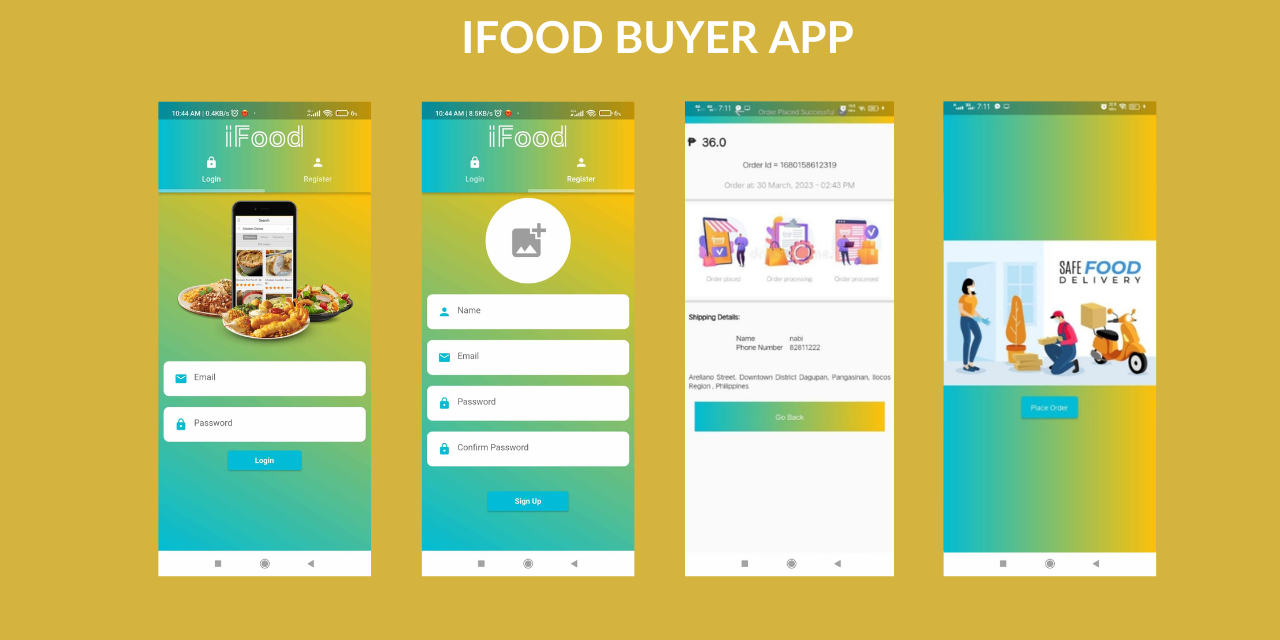 IFOOD BUYER APP
10:44 AM | 0.4KB/s
iFood
Login
Register
Search
Email
Password
Login
10:44 AM | 8.5KB/s
iFood
Login
Register
Name
Email
Password
Confirm Password
Sign Up
7:11
Order Placed Successful
₱ 36.0
Order Id = 1680158612319
Order at: 30 March, 2023 - 02:43 PM
Order placed
Order processing
Order processed
Shipping Details:
Name nabi
Phone Number 82811222
Arellano Street, Downtown District Dagupan, Pangasinan, Ilocos
Region , Philippines
Go Back
7:11
SAFE FOOD
DELIVERY
Place Order